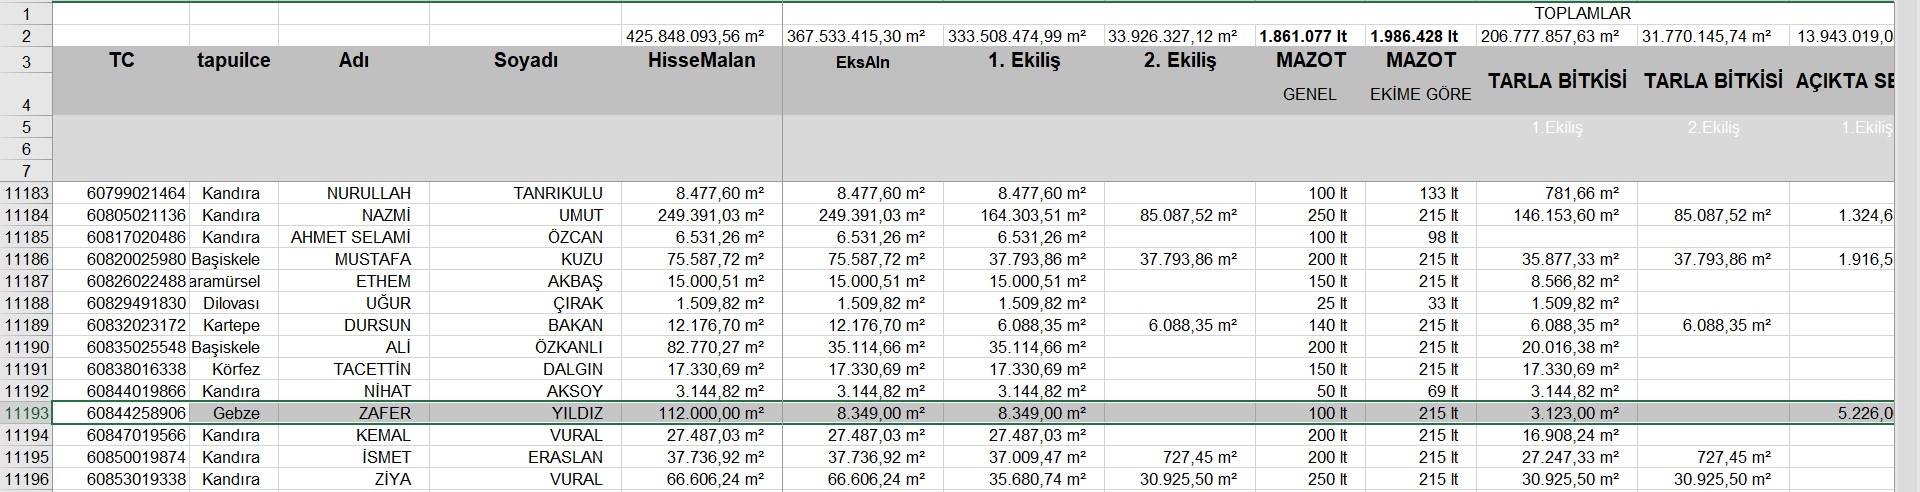 1 TOPLAMLAR
2 425.848.093,56 m² 367.533.415,30 m² 333.508.474,99 m² 33.926.327,12 m² 1.861.077 lt 1.986.428 lt 206.777.857,63 m² 31.770.145,74 m² 13.943.019,0
3 TC tapuilce Adı Soyadı HisseMalan EksAln 1. Ekiliş 2. Ekiliş MAZOT MAZOT
TARLA BİTKİSİ TARLA BİTKİSİ AÇIKTA SE
4 GENEL EKİME GÖRE
5 1.Ekiliş 2.Ekiliş 1.Ekiliş
6
7
11183 60799021464 Kandıra NURULLAH TANRIKULU 8.477,60 m² 8.477,60 m² 8.477,60 m² 100 lt 133 lt 781,66 m²
11184 60805021136 Kandıra NAZMİ UMUT 249.391,03 m² 249.391,03 m² 164.303,51 m² 85.087,52 m² 250 lt 215 lt 146.153,60 m² 85.087,52 m² 1.324,6
11185 60817020486 Kandıra AHMET SELAMİ ÖZCAN 6.531,26 m² 6.531,26 m² 6.531,26 m² 100 lt 98 lt
11186 60820025980 Başiskele MUSTAFA KUZU 75.587,72 m² 75.587,72 m² 37.793,86 m² 37.793,86 m² 200 lt 215 lt 35.877,33 m² 37.793,86 m² 1.916,5
11187 60826022488 aramürsel ETHEM AKBAŞ 15.000,51 m² 15.000,51 m² 15.000,51 m² 150 lt 215 lt 8.566,82 m²
11188 60829491830 Dilovası UĞUR ÇIRAK 1.509,82 m² 1.509,82 m² 1.509,82 m² 25 lt 33 lt 1.509,82 m²
11189 60832023172 Kartepe DURSUN BAKAN 12.176,70 m² 12.176,70 m² 6.088,35 m² 6.088,35 m² 140 lt 215 lt 6.088,35 m² 6.088,35 m²
11190 60835025548 Başiskele ALİ ÖZKANLI 82.770,27 m² 35.114,66 m² 35.114,66 m² 200 lt 215 lt 20.016,38 m²
11191 60838016338 Körfez TACETTİN DALGIN 17.330,69 m² 17.330,69 m² 17.330,69 m² 150 lt 215 lt 17.330,69 m²
11192 60844019866 Kandıra NİHAT AKSOY 3.144,82 m² 3.144,82 m² 3.144,82 m² 50 lt 69 lt 3.144,82 m²
11193 60844258906 Gebze ZAFER YILDIZ 112.000,00 m² 8.349,00 m² 8.349,00 m² 100 lt 215 lt 3.123,00 m² 5.226,0
11194 60847019566 Kandıra KEMAL VURAL 27.487,03 m² 27.487,03 m² 27.487,03 m² 200 lt 215 lt 16.908,24 m²
11195 60850019874 Kandıra İSMET ERASLAN 37.736,92 m² 37.736,92 m² 37.009,47 m² 727,45 m² 200 lt 215 lt 27.247,33 m² 727,45 m²
11196 60853019338 Kandıra ZİYA VURAL 66.606,24 m² 66.606,24 m² 35.680,74 m² 30.925,50 m² 250 lt 215 lt 30.925,50 m² 30.925,50 m²